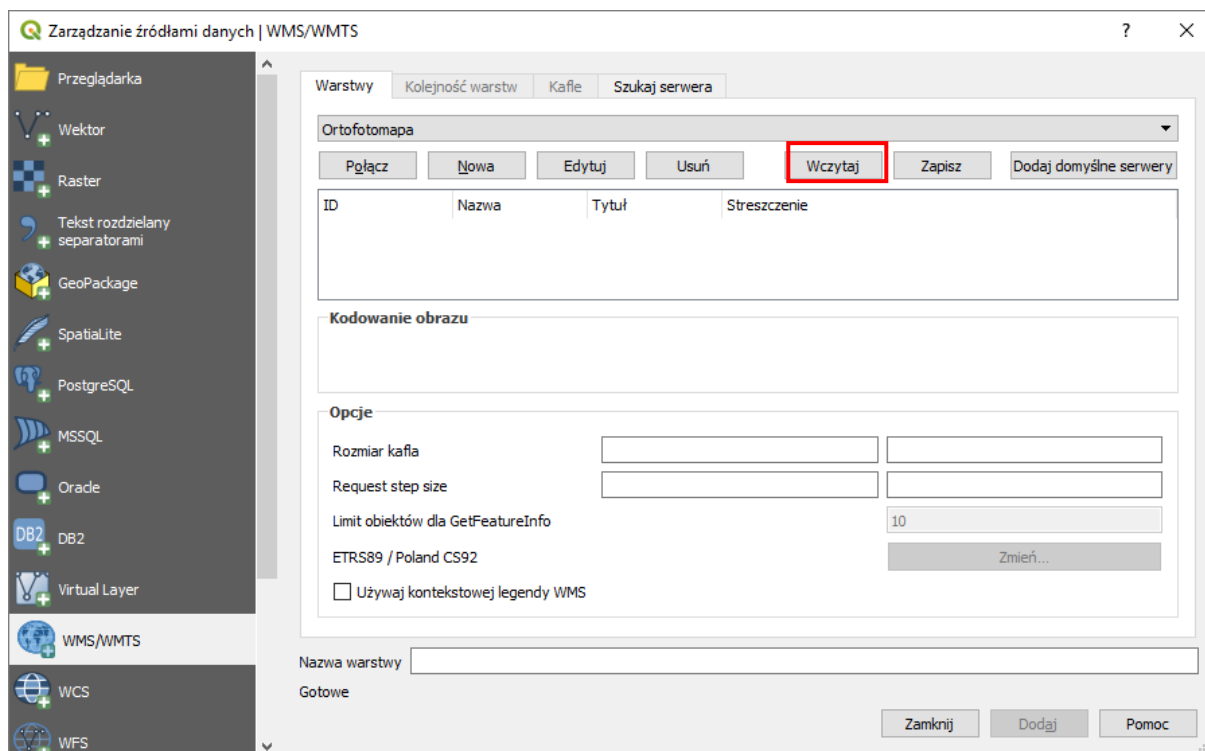 Zarządzanie źródłami danych | WMS/WMTS
?
Przeglądarka
Wektor
Raster
Tekst rozdzielany
separatorami
GeoPackage
SpatiaLite
PostgreSQL
MSSQL
Oracle
DB2
DB2
Virtual Layer
WMS/WMTS
WCS
WFS
Warstwy Kolejność warstw Kafle Szukaj serwera
Ortofotomapa
Połącz Nowa Edytuj Usuń Wczytaj Zapisz Dodaj domyślne serwery
ID Nazwa Tytuł Streszczenie
Kodowanie obrazu
Opcje
Rozmiar kafla
Request step size
Limit obiektów dla GetFeatureInfo 10
ETRS89 / Poland CS92 Zmień...
Używaj kontekstowej legendy WMS
Nazwa warstwy
Gotowe
Zamknij Dodaj Pomoc